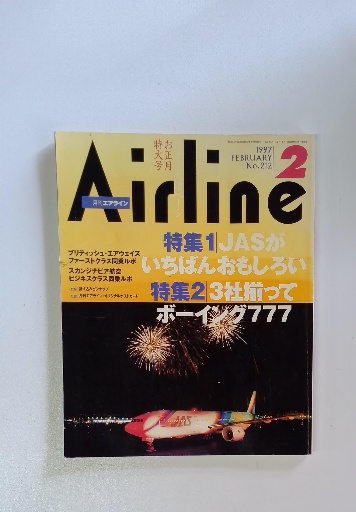 お正月
特大号
1997
FEBRUARY
No.212
2
Airline
月刊エアライン
特集1 JASが
いちばんおもしろい
特集2 3社揃って
ボーイング777
ブリティッシュ・エアウェイズ
ファーストクラス同乗ルポ
スカンジナビア航空
ビジネスクラス同乗ルポ
JAS